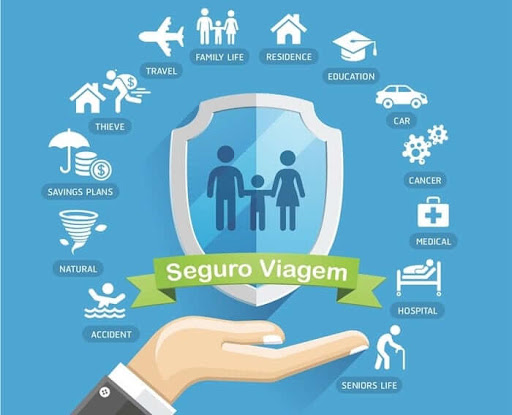 FAMILY LIFE
RESIDENCE
TRAVEL
EDUCATION
THIEVE
$
CAR
SAVINGS PLANS
$
CANCER
NATURAL
MEDICAL
Seguro Viagem
ACCIDENT
HOSPITAL
SENIORS LIFE